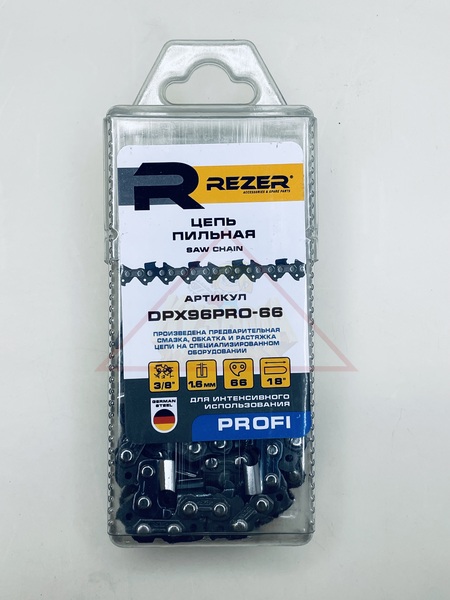 REZER®
ACCESSORIES & SPARE PARTS
ЦЕПЬ
ПИЛЬНАЯ
SAW CHAIN
АРТИКУЛ
DPX96PRO-66
ПРОИЗВЕДЕНА ПРЕДВАРИТЕЛЬНАЯ
СМАЗКА, ОБКАТКА И РАСТЯЖКА
ЦЕПИ НА СПЕЦИАЛИЗИРОВАННОМ
ОБОРУДОВАНИИ
3/8" 1.6 мм 66 18"
GERMAN
STEEL
ДЛЯ ИНТЕНСИВНОГО
ИСПОЛЬЗОВАНИЯ
PROFI